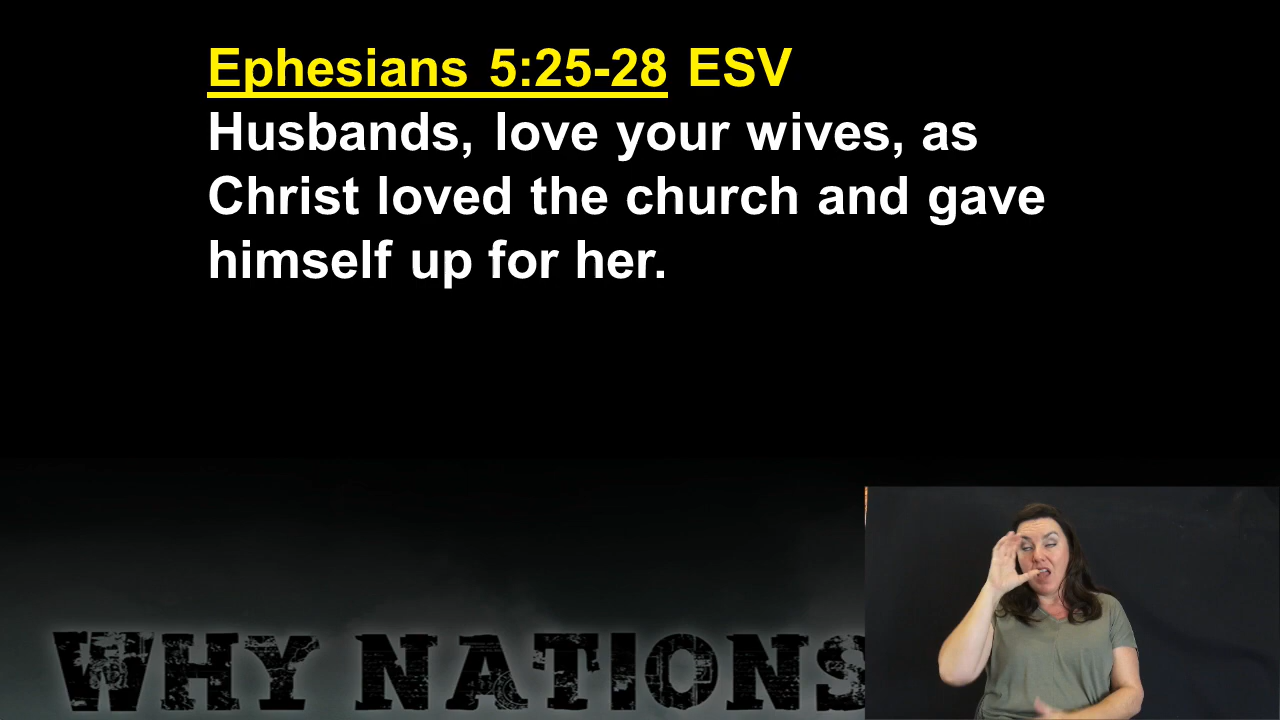 Ephesians 5:25-28 ESV
Husbands, love your wives, as
Christ loved the church and gave
himself up for her.
WHY NATIONS